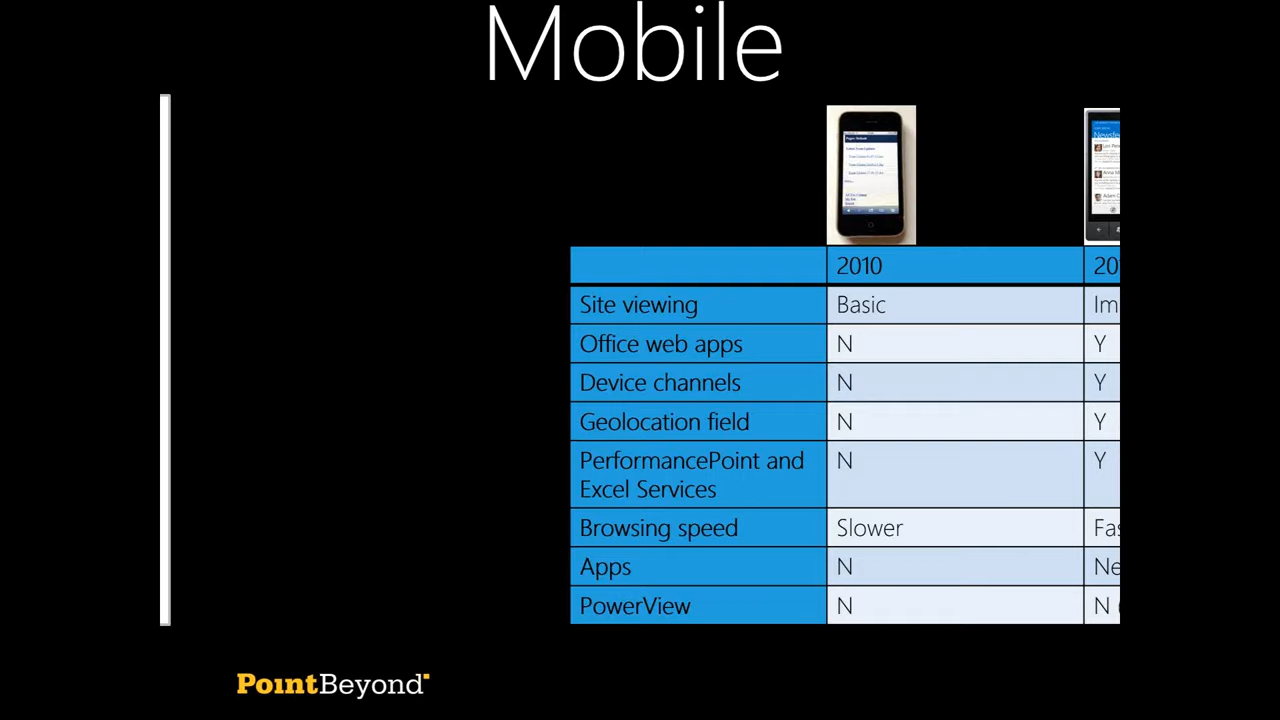 Mobile
2010
Site viewing Basic
Office web apps N Y
Device channels N Y
Geolocation field N Y
PerformancePoint and
Excel Services N Y
Browsing speed Slower
Apps N
PowerView N N
PointBeyond